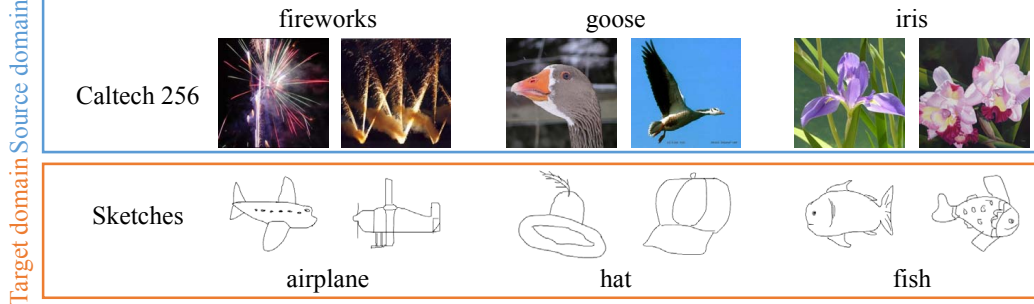 fireworks goose iris
Source domain
Caltech 256
Target domain
Sketches
airplane hat fish